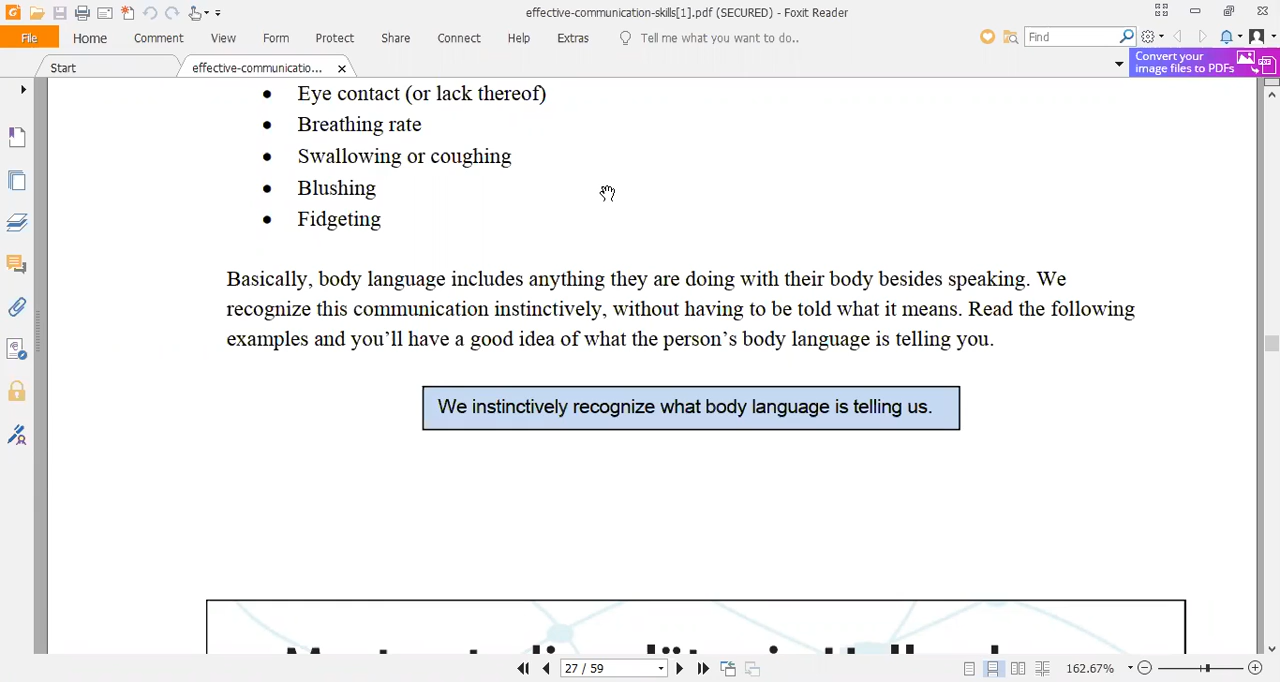 effective-communication-skills[1].pdf (SECURED) - Foxit Reader
File Home Comment View Form Protect Share Connect Help Extras Tell me what you want to do.. Find
Start effective-communicatio... Convert your
image files to PDFs
• Eye contact (or lack thereof)
• Breathing rate
• Swallowing or coughing
• Blushing
• Fidgeting
Basically, body language includes anything they are doing with their body besides speaking. We
recognize this communication instinctively, without having to be told what it means. Read the following
examples and you’ll have a good idea of what the person’s body language is telling you.
We instinctively recognize what body language is telling us.
27 / 59 162.67%